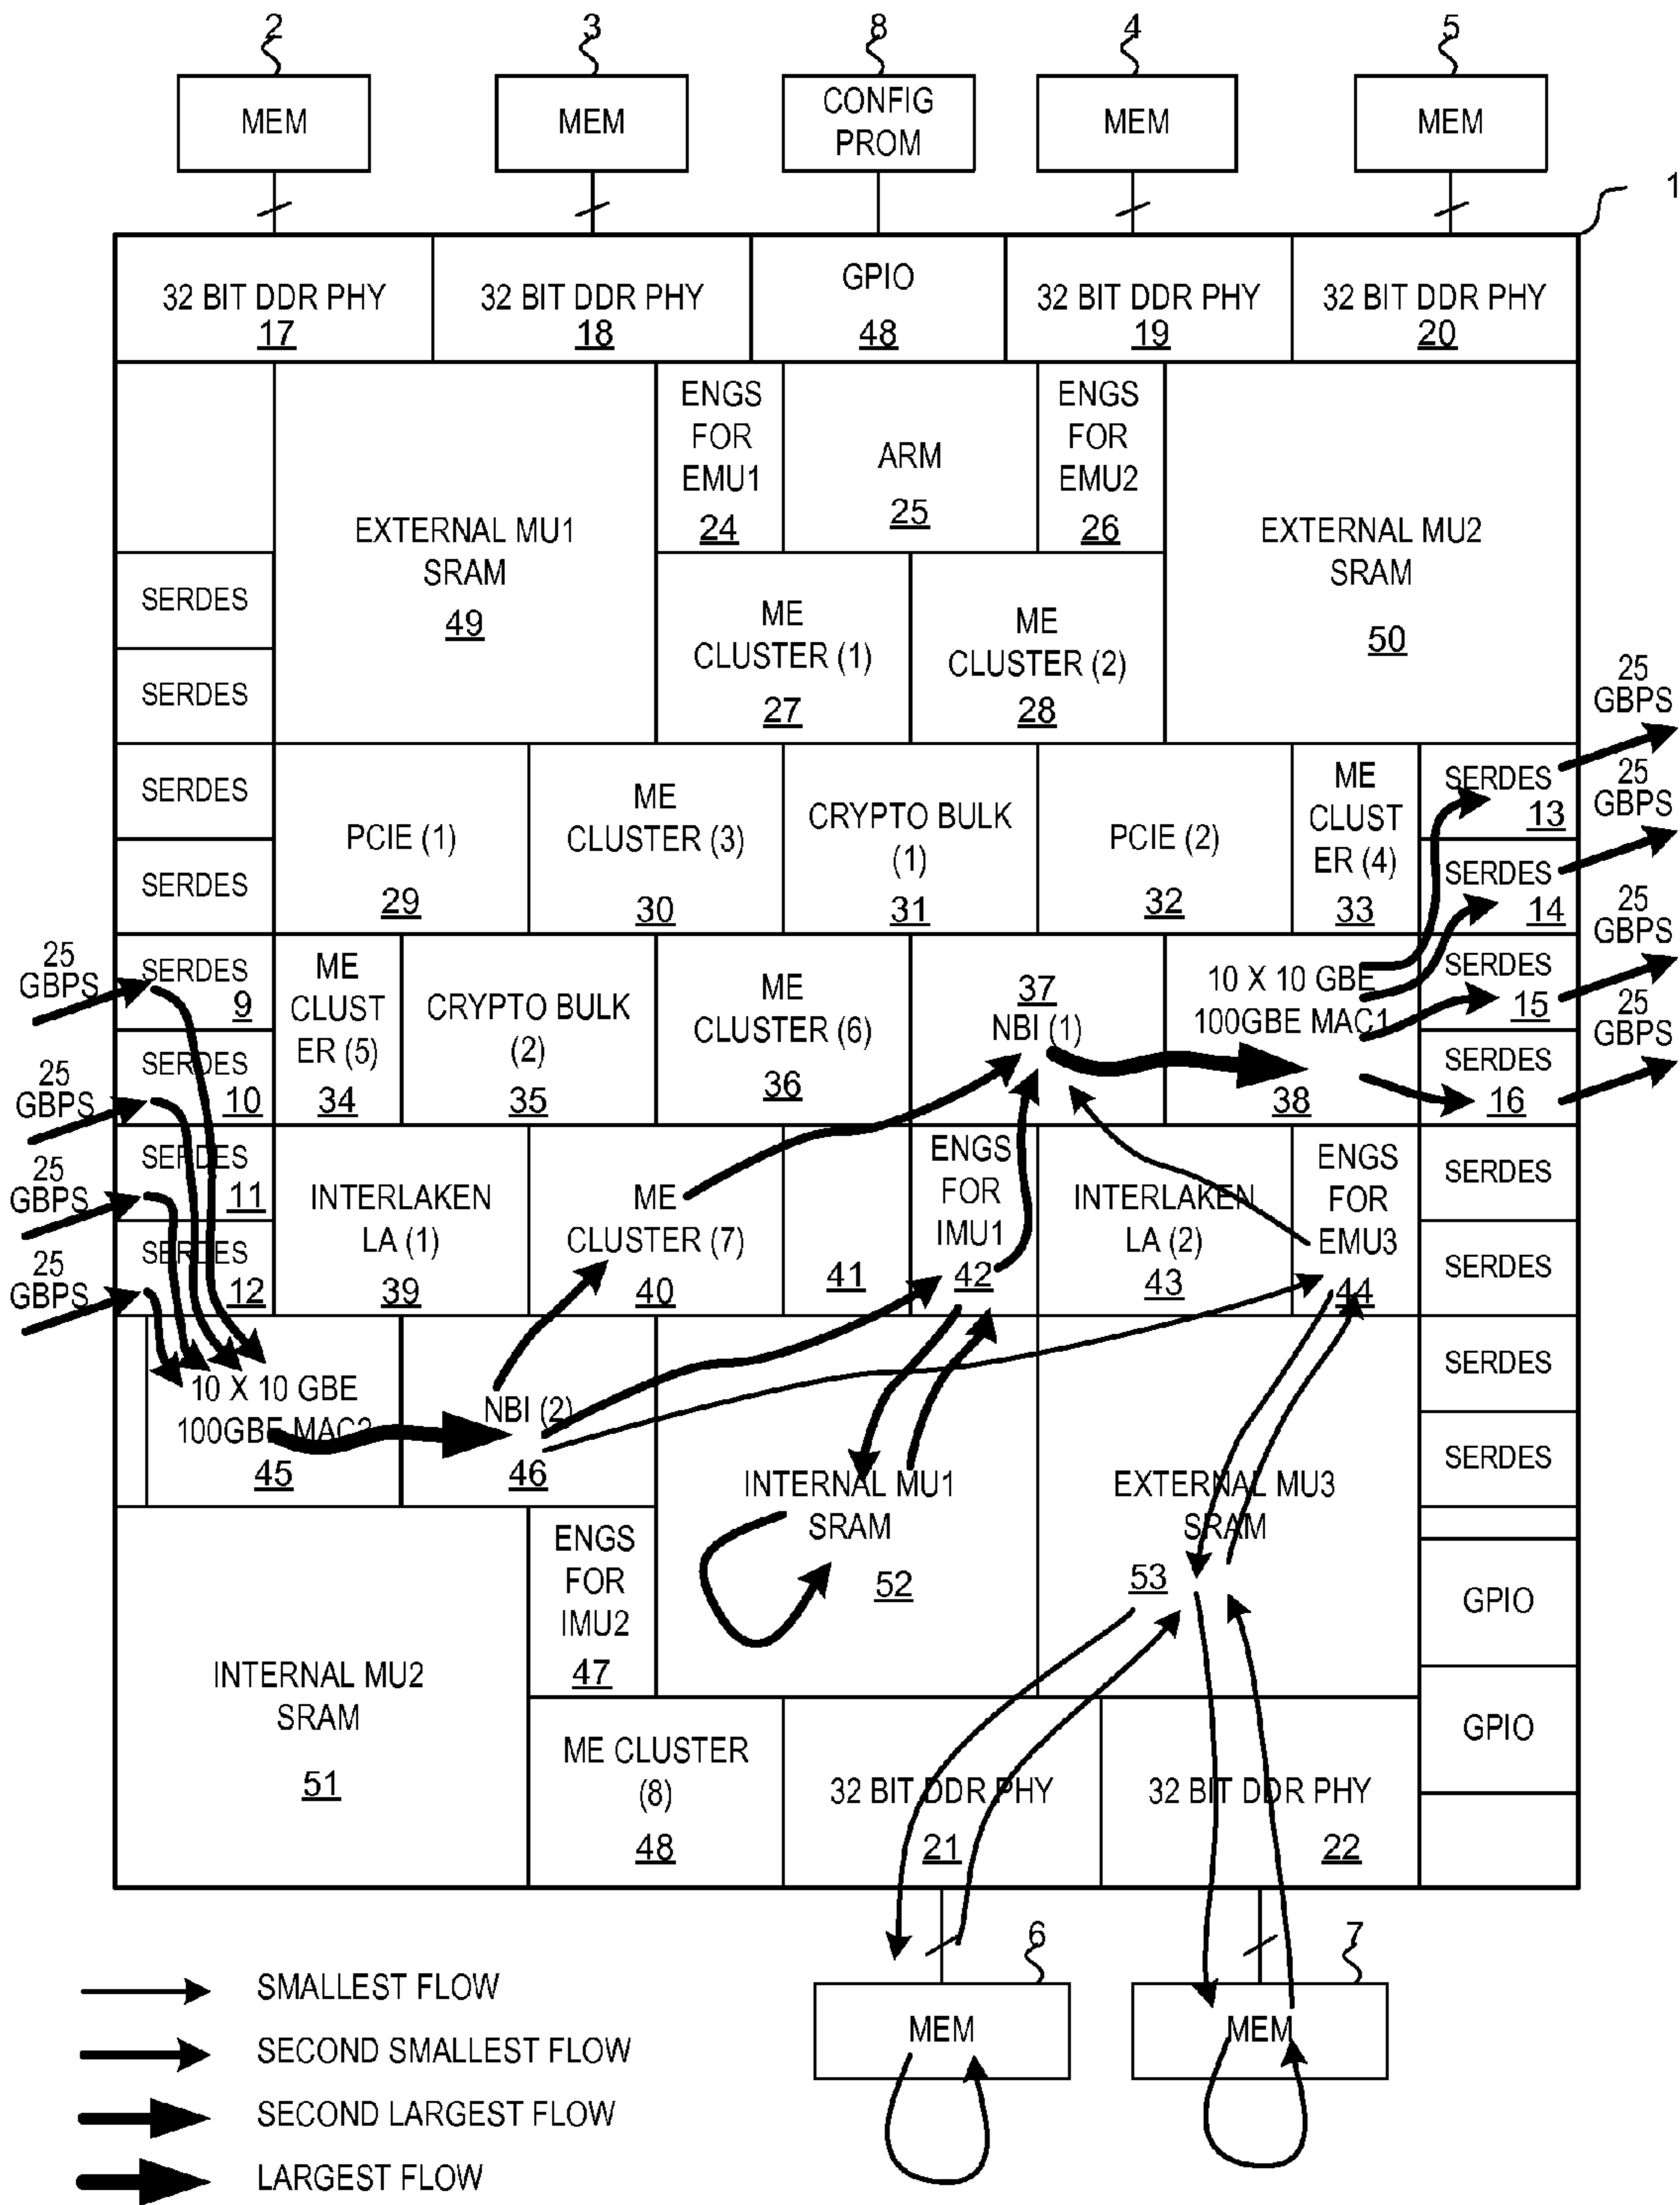 2
3
8
4
5
MEM
MEM
CONFIG
PROM
MEM
MEM
1
32 BIT DDR PHY
17
32 BIT DDR PHY
18
GPIO
48
32 BIT DDR PHY
19
32 BIT DDR PHY
20
EXTERNAL MU1
SRAM
49
ENGS
FOR
EMU1
24
ARM
25
ENGS
FOR
EMU2
26
EXTERNAL MU2
SRAM
50
SERDES
SERDES
ME
CLUSTER (1)
27
ME
CLUSTER (2)
28
SERDES
SERDES
PCIE (1)
29
ME
CLUSTER (3)
30
CRYPTO BULK
(1)
31
PCIE (2)
32
ME
CLUST
ER (4)
33
SERDES
13
SERDES
14
25
GBPS
25
GBPS
25
GBPS
25
GBPS
25
GBPS
25
GBPS
25
GBPS
25
GBPS
SERDES
9
SERDES
10
ME
CLUST
ER (5)
34
CRYPTO BULK
(2)
35
ME
CLUSTER (6)
36
37
NBI (1)
10 X 10 GBE
100GBE MAC1
38
SERDES
15
SERDES
16
SERDES
11
SERDES
12
INTERLAKEN
LA (1)
39
ME
CLUSTER (7)
40
41
ENGS
FOR
IMU1
42
INTERLAKEN
LA (2)
43
ENGS
FOR
EMU3
44
SERDES
SERDES
10 X 10 GBE
100GBE MAC2
45
NBI (2)
46
INTERNAL MU1
SRAM
52
EXTERNAL MU3
SRAM
53
SERDES
SERDES
INTERNAL MU2
SRAM
51
ENGS
FOR
IMU2
47
GPIO
GPIO
ME CLUSTER
(8)
48
32 BIT DDR PHY
21
32 BIT DDR PHY
22
6
7
MEM
MEM
SMALLEST FLOW
SECOND SMALLEST FLOW
SECOND LARGEST FLOW
LARGEST FLOW